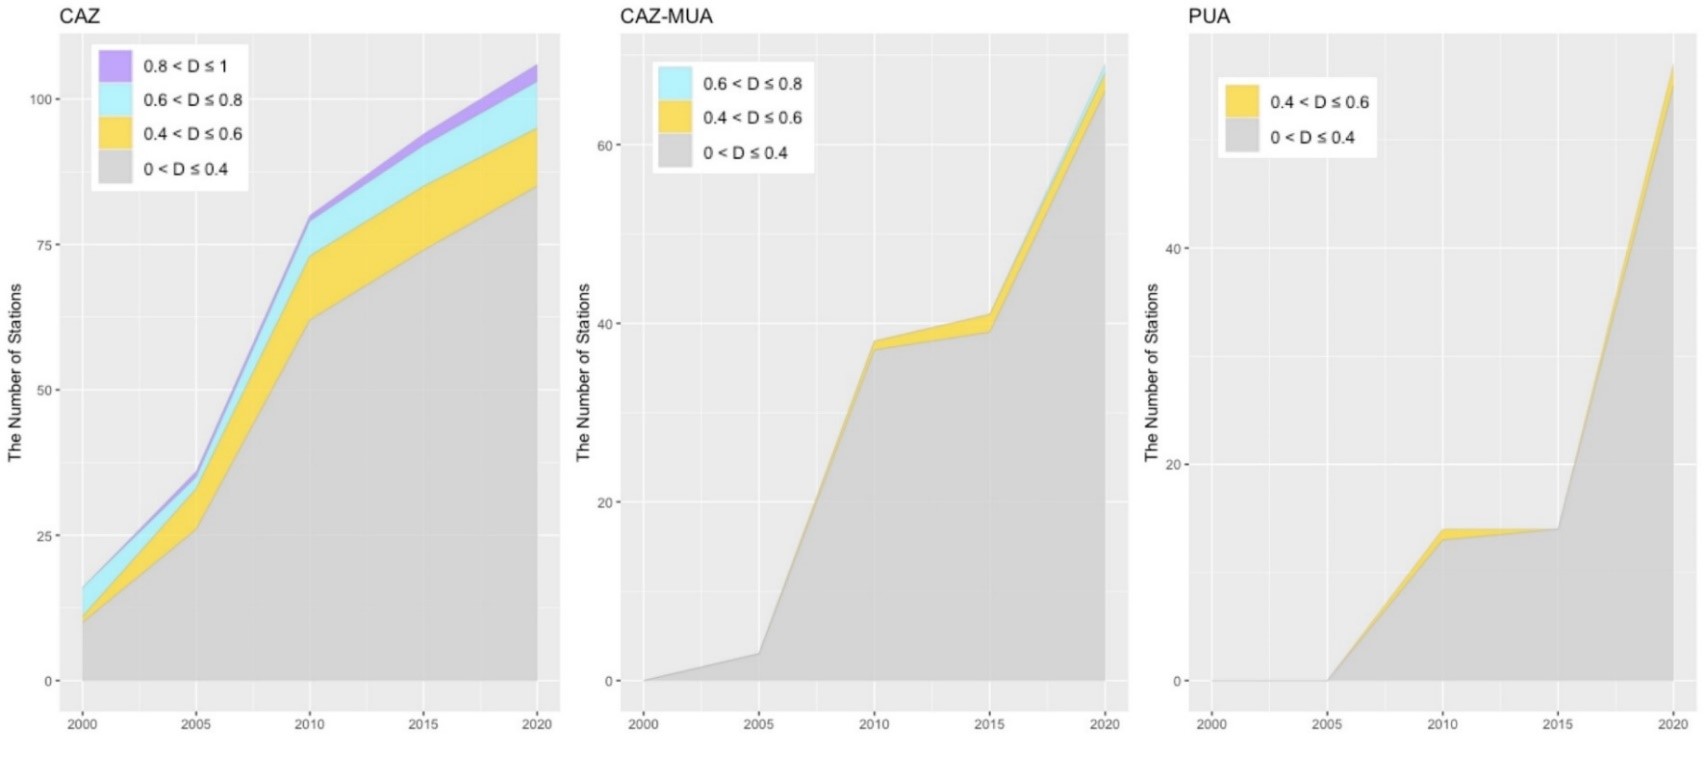 CAZ
0.8 < D ≤ 1
0.6 < D ≤ 0.8
0.4 < D ≤ 0.6
0 < D ≤ 0.4
The Number of Stations
100
75
50
25
0
2000 2005 2010 2015 2020
CAZ-MUA
0.6 < D ≤ 0.8
0.4 < D ≤ 0.6
0 < D ≤ 0.4
The Number of Stations
60
40
20
0
2000 2005 2010 2015 2020
PUA
0.4 < D ≤ 0.6
0 < D ≤ 0.4
The Number of Stations
40
20
0
2000 2005 2010 2015 2020